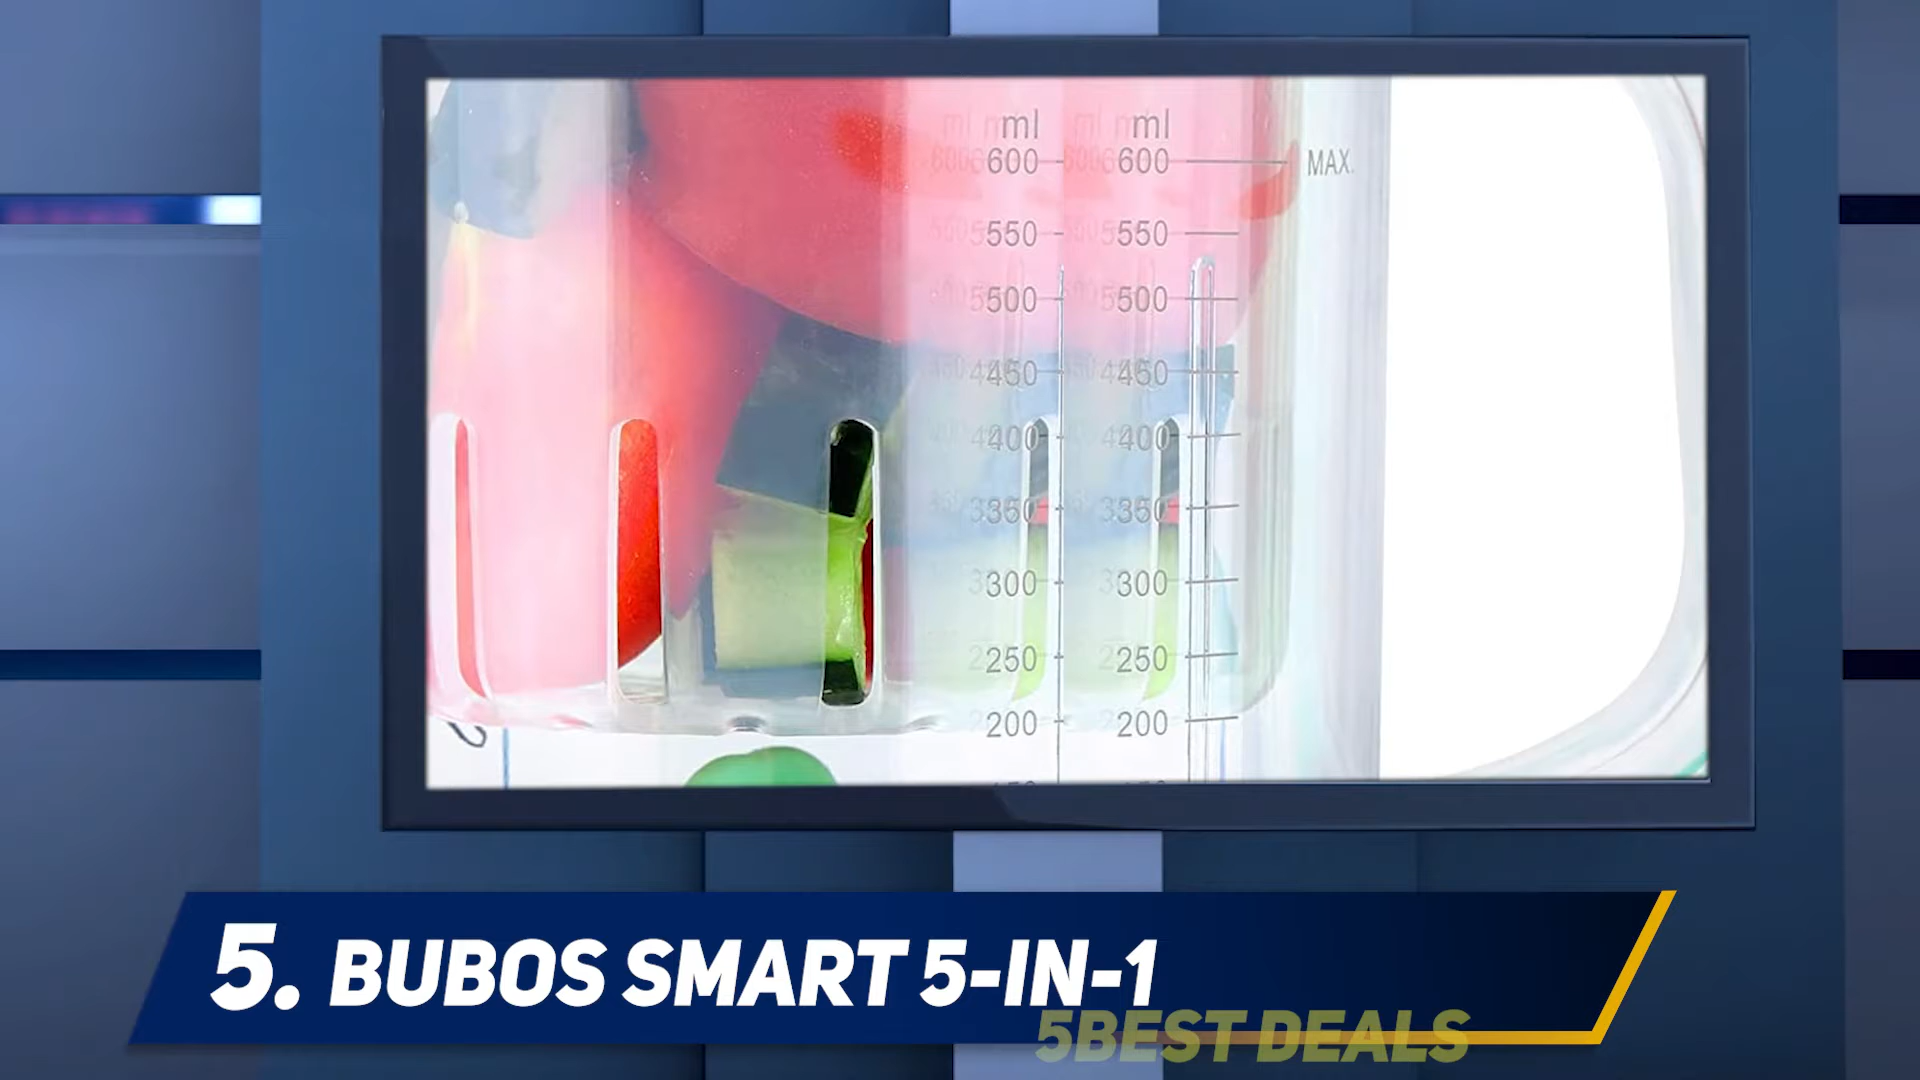 ml ml
600 600 MAX.
550 550
500 500
450 450
400 400
350 350
300 300
250 250
200 200
5. BUBOS SMART 5-IN-1
5BEST DEALS